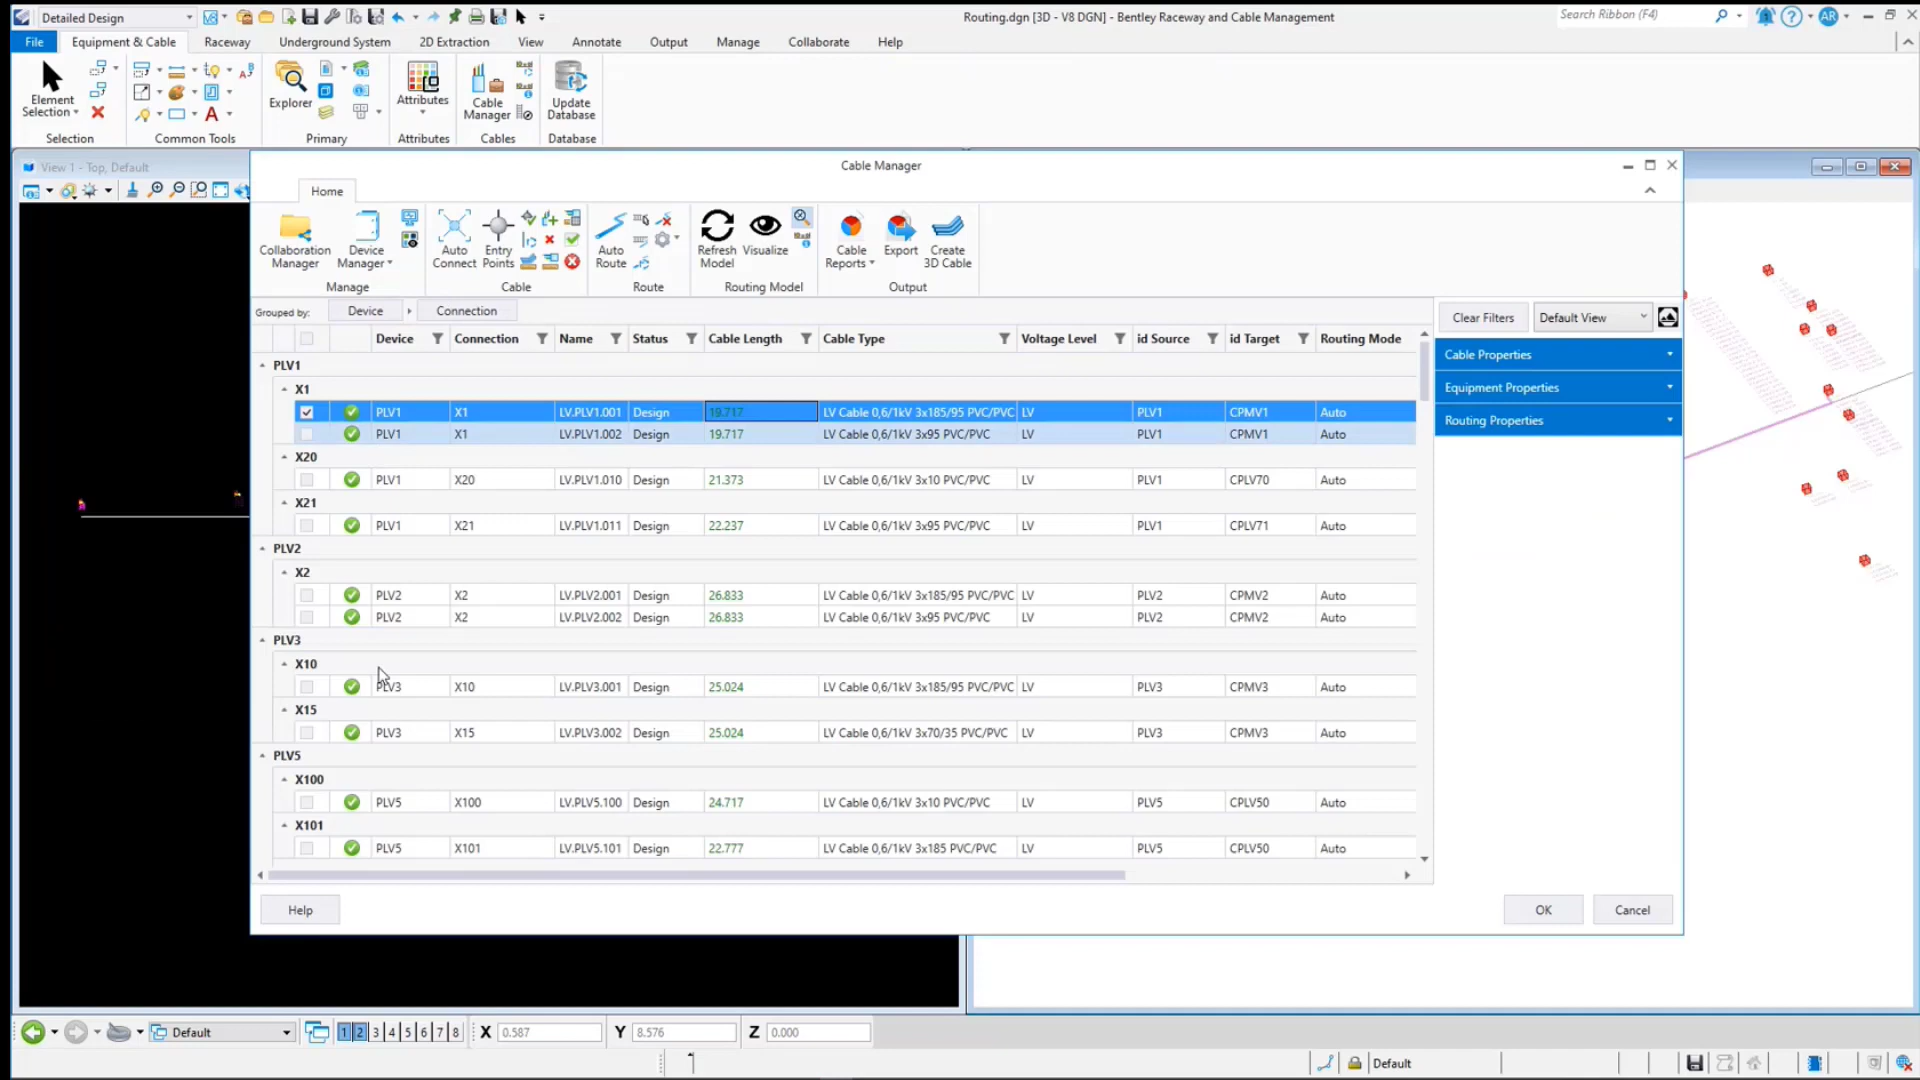 Detailed Design
Routing.dgn [3D - V8 DGN] - Bentley Raceway and Cable Management
Search Ribbon (F4)
AR
File
Equipment & Cable
Raceway
Underground System
2D Extraction
View
Annotate
Output
Manage
Collaborate
Help
Element Selection
Explorer
Attributes
Cable Manager
Update Database
Selection
Common Tools
Primary
Attributes
Cables
Database
View 1 - Top, Default
Cable Manager
Home
Collaboration Manager
Device Manager
Auto Connect
Entry Points
Auto Route
Refresh Model
Visualize
Cable Reports
Export
Create 3D Cable
Manage
Cable
Route
Routing Model
Output
Grouped by: Device Connection
Clear Filters
Default View
Device Connection Name Status Cable Length Cable Type Voltage Level id Source id Target Routing Mode
Cable Properties
Equipment Properties
Routing Properties
PLV1
X1
PLV1 X1 LV.PLV1.001 Design 19.717 LV Cable 0,6/1kV 3x185/95 PVC/PVC LV PLV1 CPMV1 Auto
PLV1 X1 LV.PLV1.002 Design 19.717 LV Cable 0,6/1kV 3x95 PVC/PVC LV PLV1 CPMV1 Auto
X20
PLV1 X20 LV.PLV1.010 Design 21.373 LV Cable 0,6/1kV 3x10 PVC/PVC LV PLV1 CPLV70 Auto
X21
PLV1 X21 LV.PLV1.011 Design 22.237 LV Cable 0,6/1kV 3x95 PVC/PVC LV PLV1 CPLV71 Auto
PLV2
X2
PLV2 X2 LV.PLV2.001 Design 26.833 LV Cable 0,6/1kV 3x185/95 PVC/PVC LV PLV2 CPMV2 Auto
PLV2 X2 LV.PLV2.002 Design 26.833 LV Cable 0,6/1kV 3x95 PVC/PVC LV PLV2 CPMV2 Auto
PLV3
X10
PLV3 X10 LV.PLV3.001 Design 25.024 LV Cable 0,6/1kV 3x185/95 PVC/PVC LV PLV3 CPMV3 Auto
X15
PLV3 X15 LV.PLV3.002 Design 25.024 LV Cable 0,6/1kV 3x70/35 PVC/PVC LV PLV3 CPMV3 Auto
PLV5
X100
PLV5 X100 LV.PLV5.100 Design 24.717 LV Cable 0,6/1kV 3x10 PVC/PVC LV PLV5 CPLV50 Auto
X101
PLV5 X101 LV.PLV5.101 Design 22.777 LV Cable 0,6/1kV 3x185 PVC/PVC LV PLV5 CPLV50 Auto
Help
OK
Cancel
Default
1 2 3 4 5 6 7 8
X 0.587
Y 8.576
Z 0.000
Default